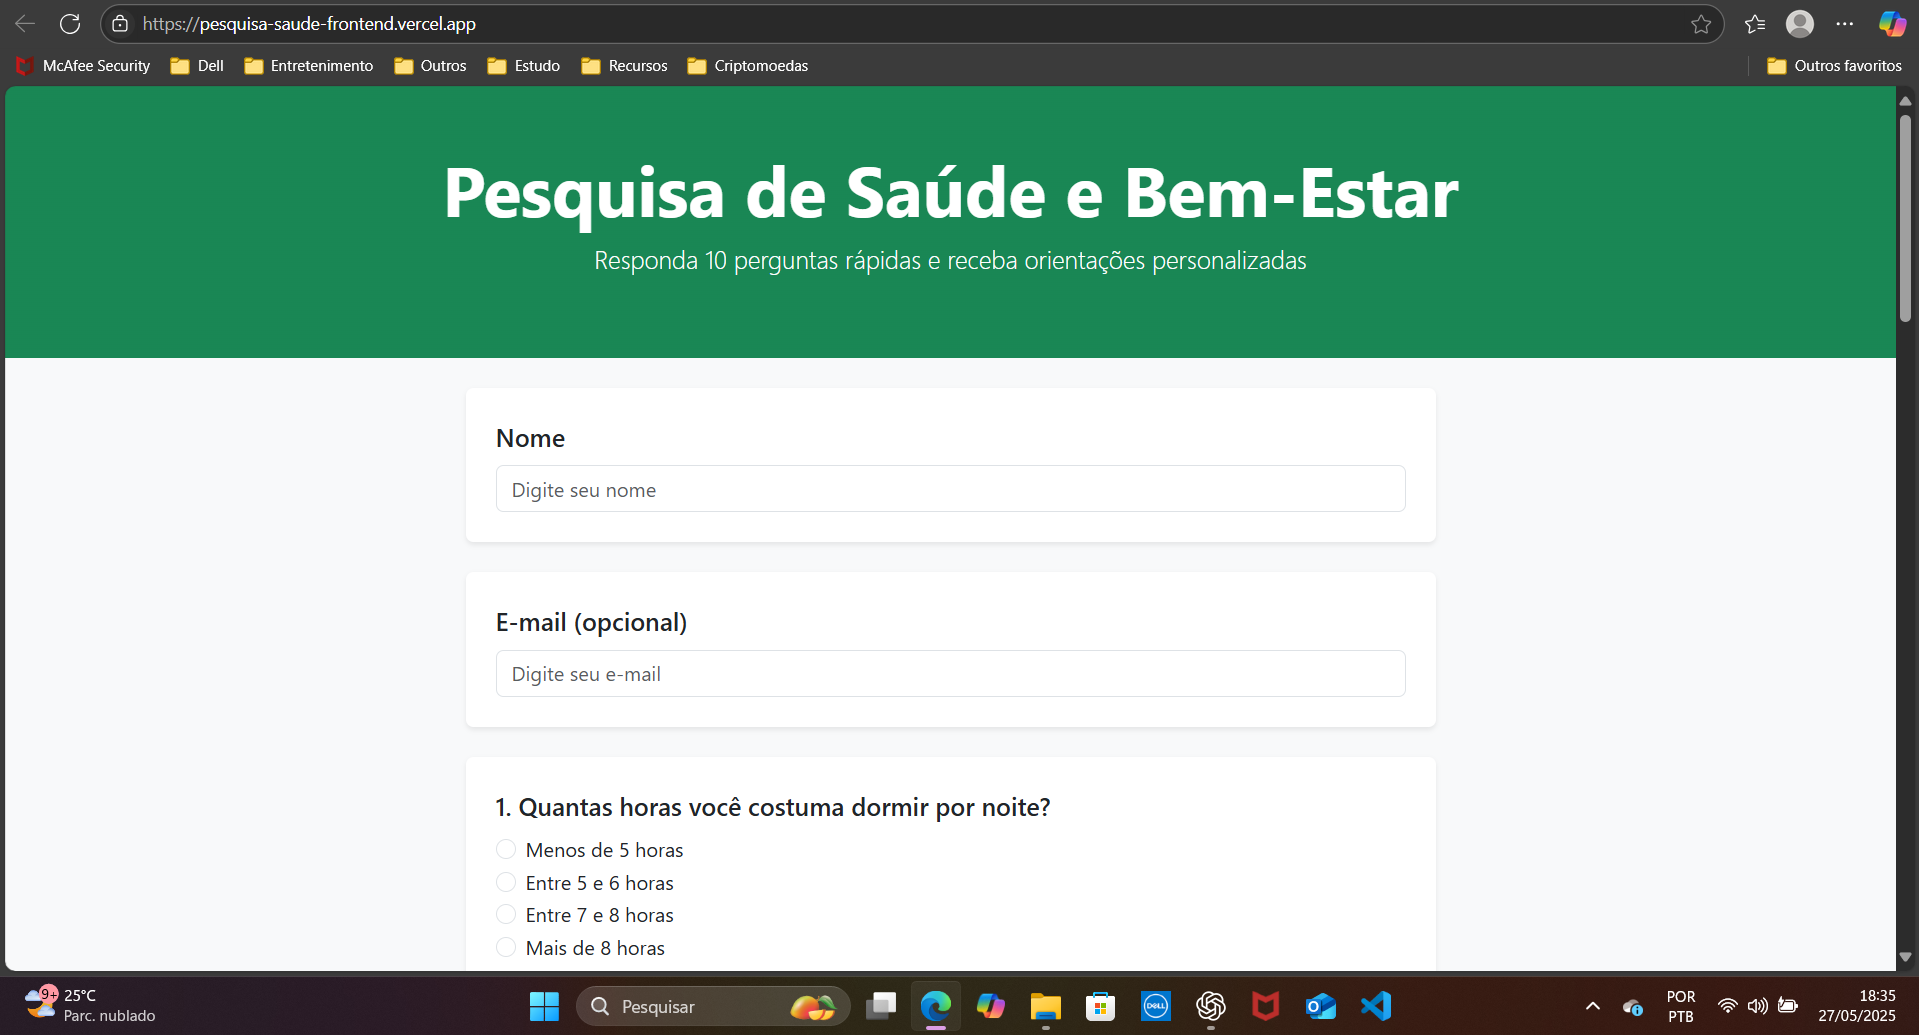 https://pesquisa-saude-frontend.vercel.app
McAfee Security Dell Entretenimento Outros Estudo Recursos Criptomoedas Outros favoritos
Pesquisa de Saúde e Bem-Estar
Responda 10 perguntas rápidas e receba orientações personalizadas
Nome
Digite seu nome
E-mail (opcional)
Digite seu e-mail
1. Quantas horas você costuma dormir por noite?
Menos de 5 horas
Entre 5 e 6 horas
Entre 7 e 8 horas
Mais de 8 horas
9+
25°C
Parc. nublado
Pesquisar
DELL
POR
PTB
18:35
27/05/2025